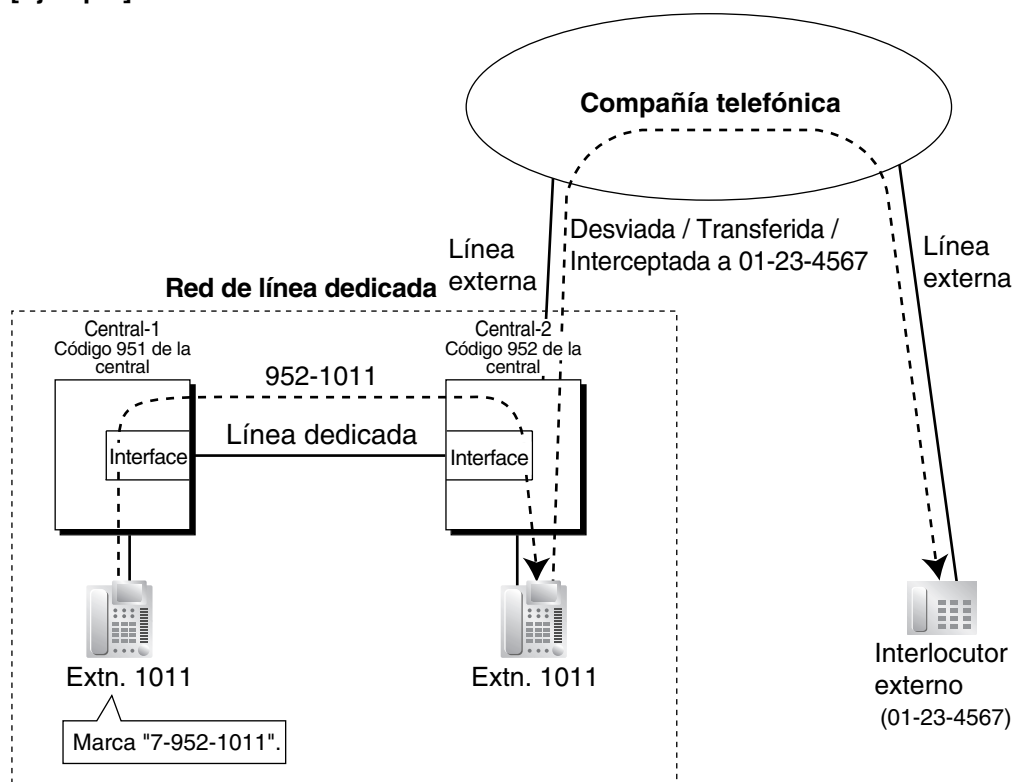 Compañía telefónica
Desviada / Transferida /
Interceptada a 01-23-4567
Línea
externa
Línea
externa
Red de línea dedicada
Central-1
Código 951 de la
central
Central-2
Código 952 de la
central
952-1011
Línea dedicada
Interface
Interface
Extn. 1011
Extn. 1011
Marca "7-952-1011".
Interlocutor
externo
(01-23-4567)